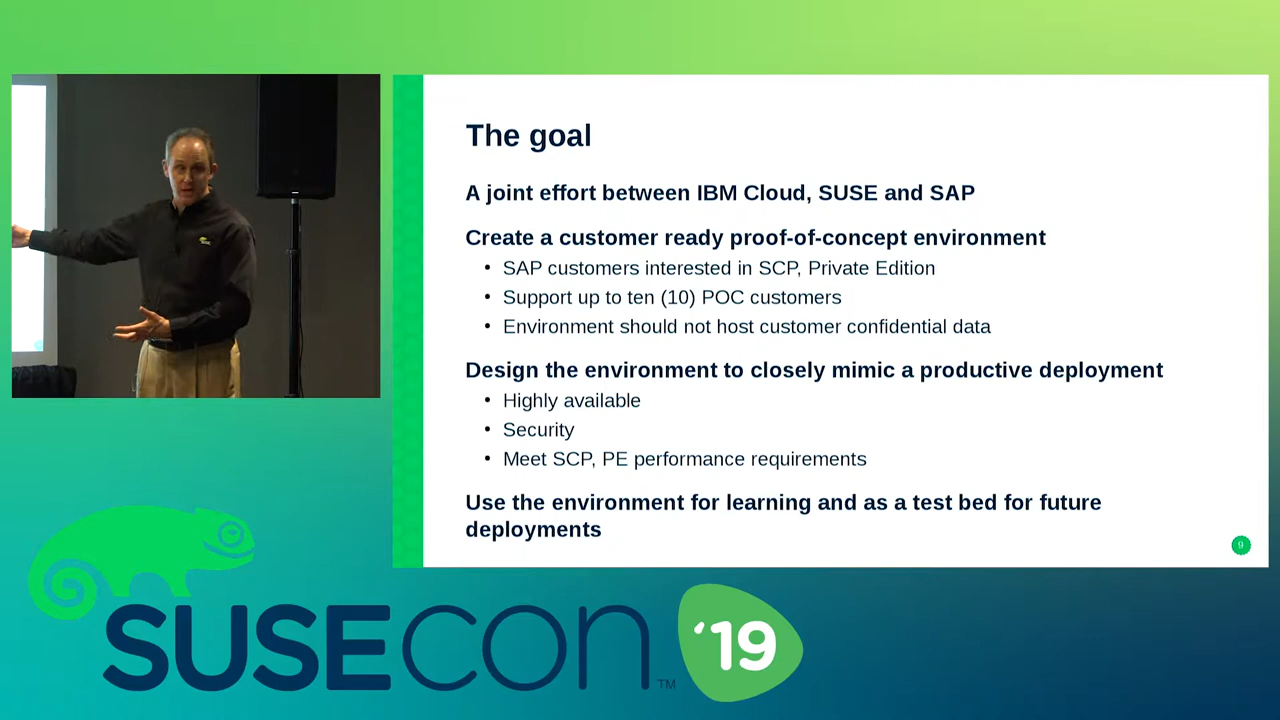 The goal
A joint effort between IBM Cloud, SUSE and SAP
Create a customer ready proof-of-concept environment
• SAP customers interested in SCP, Private Edition
• Support up to ten (10) POC customers
• Environment should not host customer confidential data
Design the environment to closely mimic a productive deployment
• Highly available
• Security
• Meet SCP, PE performance requirements
Use the environment for learning and as a test bed for future
deployments
9
SUSECON TM '19